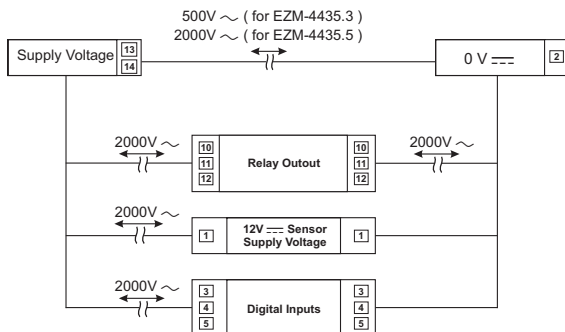 500V ~ ( for EZM-4435.3 )
2000V ~ ( for EZM-4435.5 )
Supply Voltage 13 14
0 V ⎓ 2
2000V ~
2000V ~
10 11 12 Relay Outout 10 11 12
2000V ~
1 12V ⎓ Sensor Supply Voltage 1
2000V ~
3 4 5 Digital Inputs 3 4 5